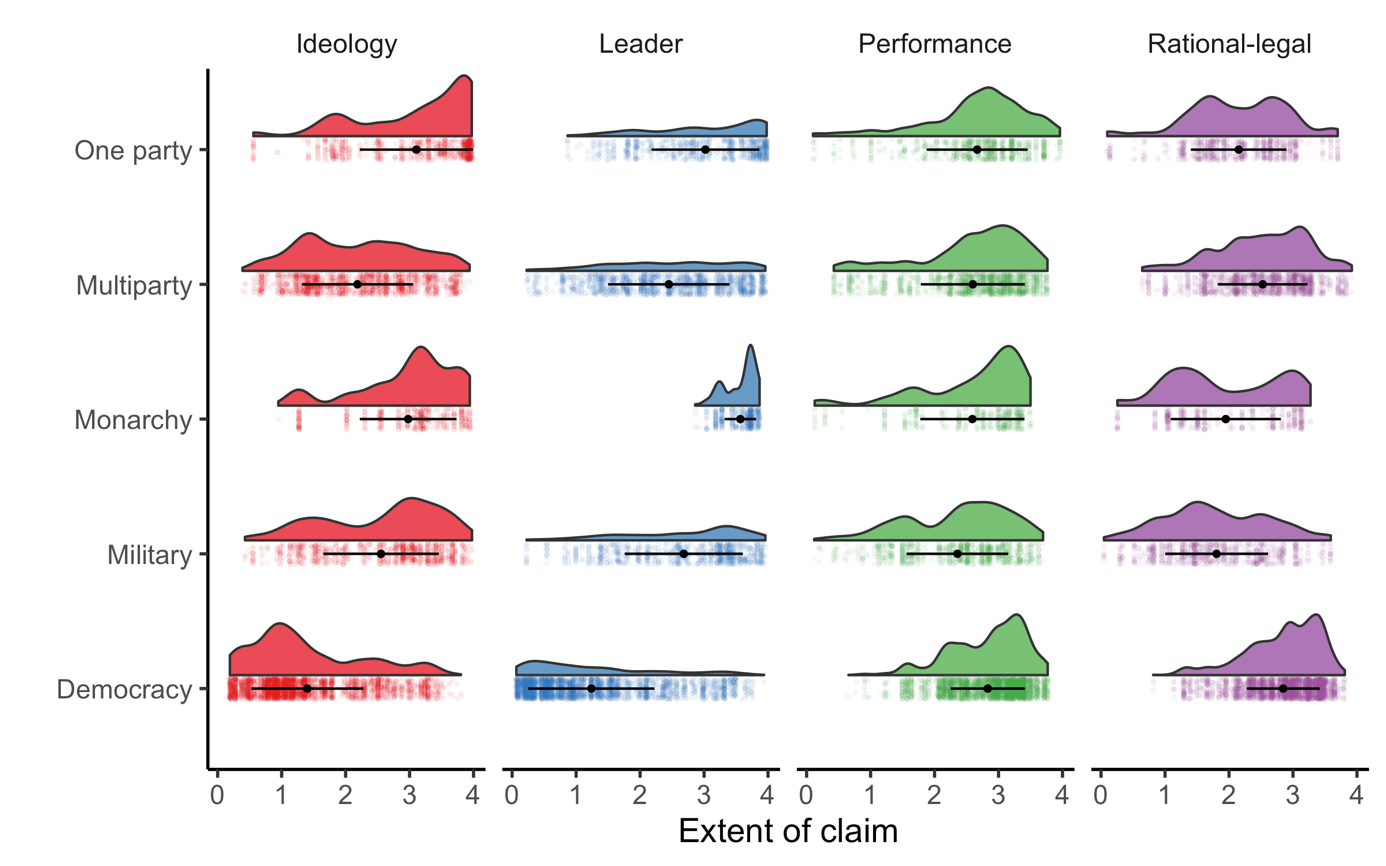 Ideology Leader Performance Rational-legal
One party
Multiparty
Monarchy
Military
Democracy
0 1 2 3 4 0 1 2 3 4 0 1 2 3 4 0 1 2 3 4
Extent of claim